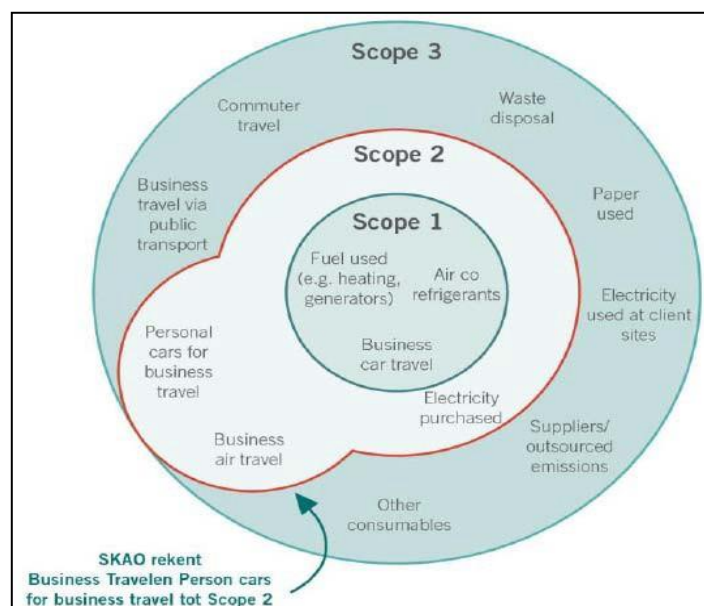 Scope 3
Commuter
travel
Waste
disposal
Scope 2
Business
travel via
public
transport
Paper
used
Scope 1
Fuel used
(e.g. heating,
generators)
Air co
refrigerants
Electricity
used at client
sites
Personal
cars for
business
travel
Business
car travel
Electricity
purchased
Business
air travel
Suppliers/
outsourced
emissions
Other
consumables
SKAO rekent
Business Travelen Person cars
for business travel tot Scope 2